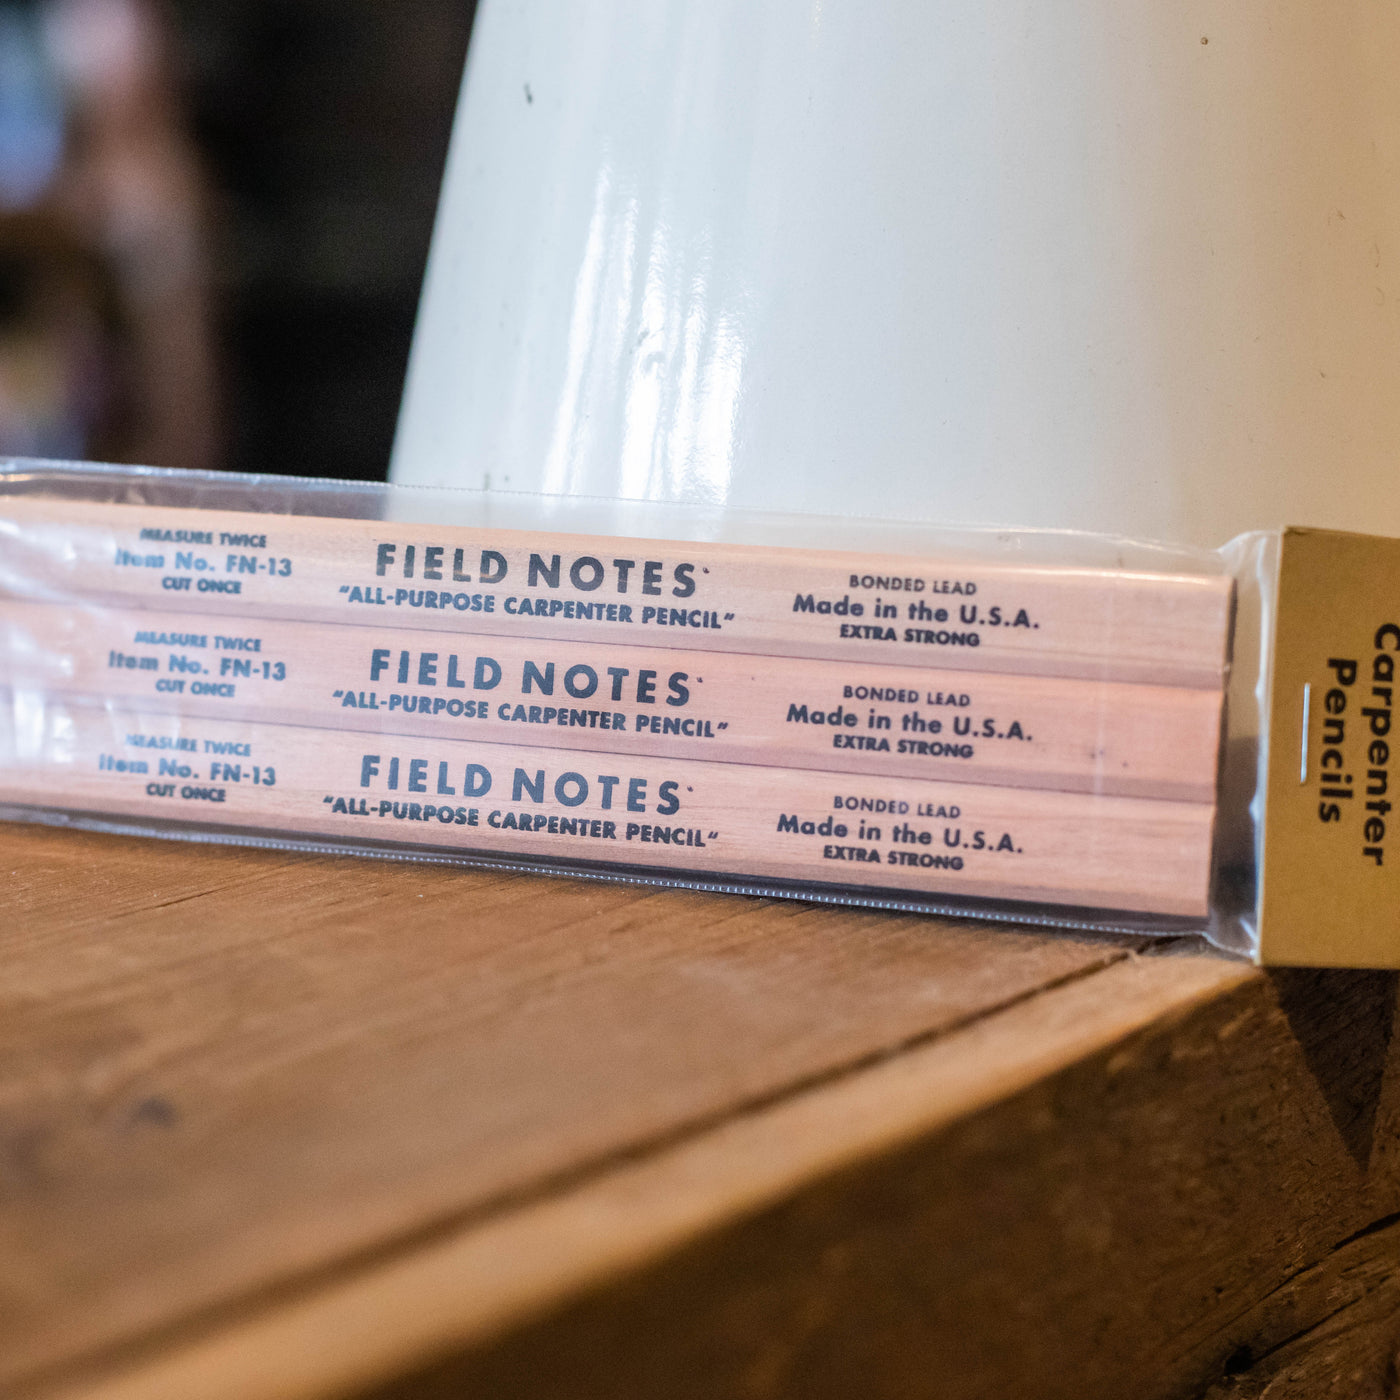 MEASURE TWICE
Item No. FN-13
CUT ONCE
FIELD NOTES
"ALL-PURPOSE CARPENTER PENCIL"
BONDED LEAD
Made in the U.S.A.
EXTRA STRONG
MEASURE TWICE
Item No. FN-13
CUT ONCE
FIELD NOTES
"ALL-PURPOSE CARPENTER PENCIL"
BONDED LEAD
Made in the U.S.A.
EXTRA STRONG
MEASURE TWICE
Item No. FN-13
CUT ONCE
FIELD NOTES
"ALL-PURPOSE CARPENTER PENCIL"
BONDED LEAD
Made in the U.S.A.
EXTRA STRONG
Carpenter
Pencils